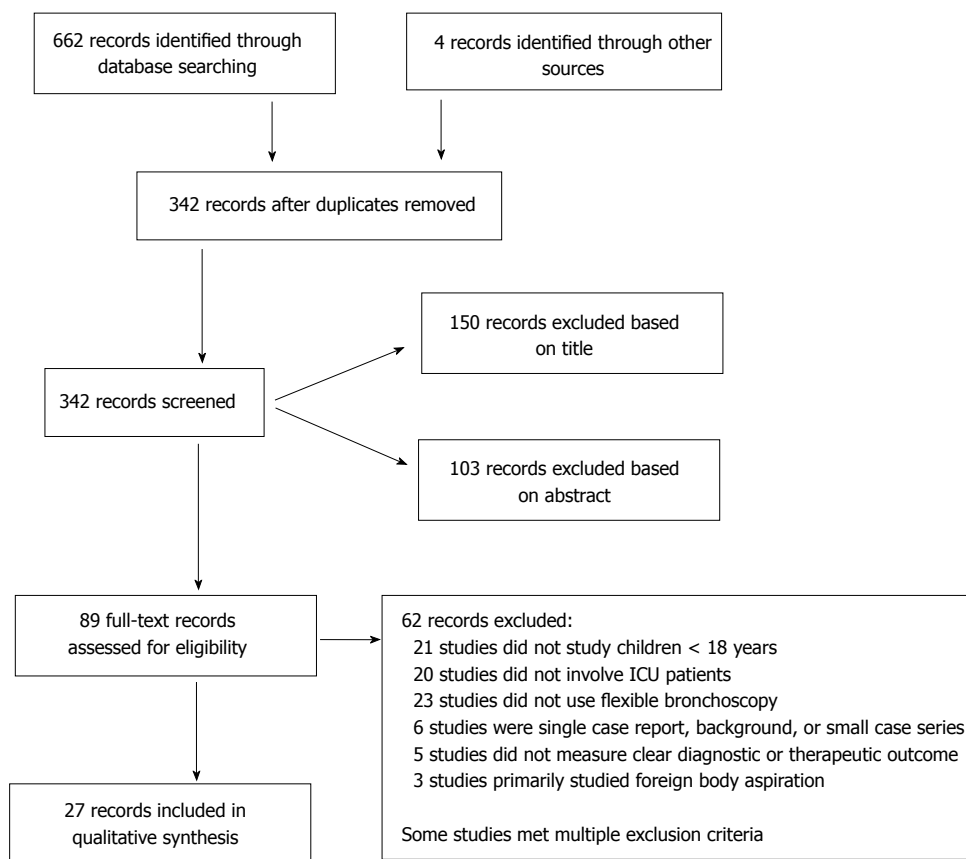 662 records identified through
database searching
4 records identified through other
sources
342 records after duplicates removed
150 records excluded based
on title
342 records screened
103 records excluded based
on abstract
89 full-text records
assessed for eligibility
62 records excluded:
21 studies did not study children < 18 years
20 studies did not involve ICU patients
23 studies did not use flexible bronchoscopy
6 studies were single case report, background, or small case series
5 studies did not measure clear diagnostic or therapeutic outcome
3 studies primarily studied foreign body aspiration
Some studies met multiple exclusion criteria
27 records included in
qualitative synthesis